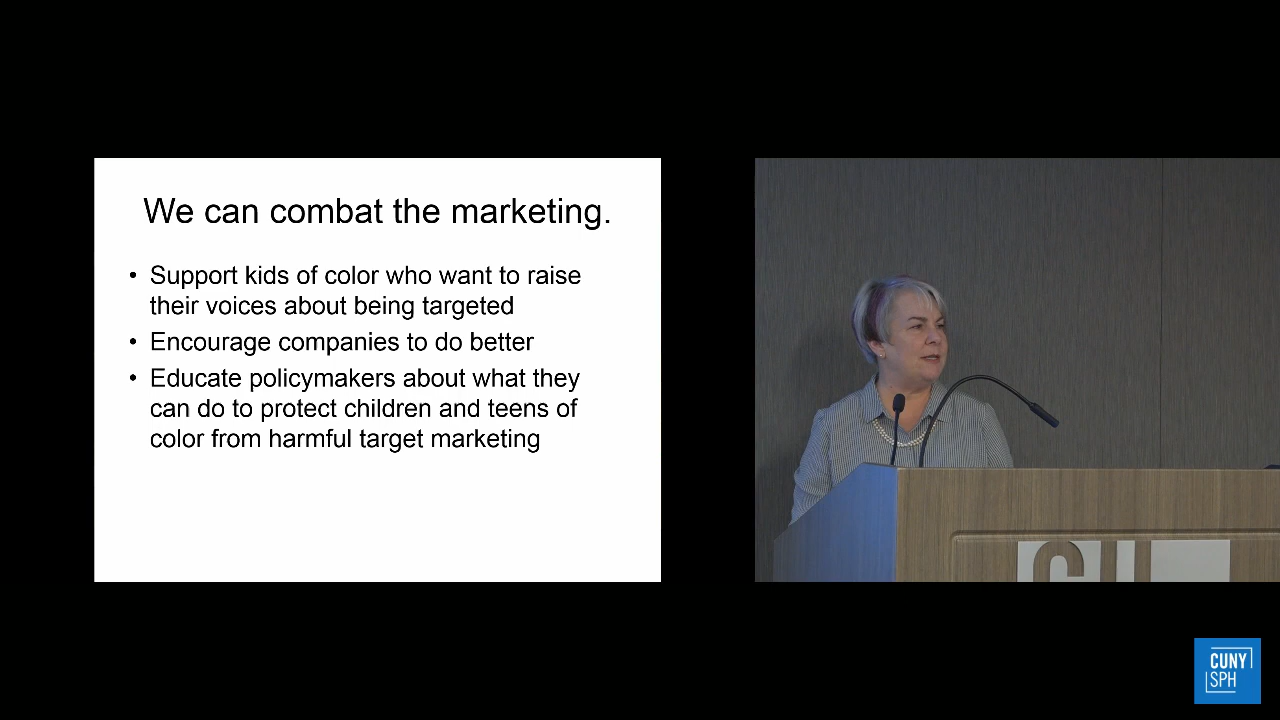 We can combat the marketing.
• Support kids of color who want to raise
their voices about being targeted
• Encourage companies to do better
• Educate policymakers about what they
can do to protect children and teens of
color from harmful target marketing
CUNY
SPH